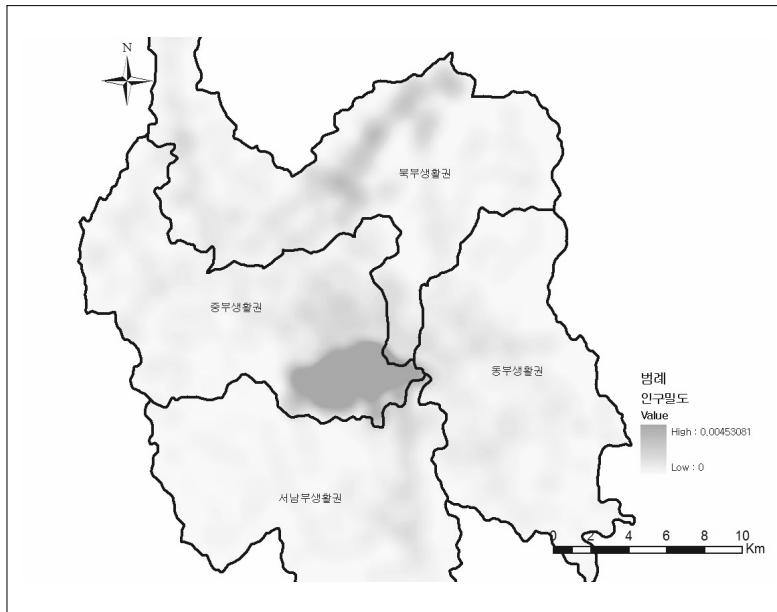 N
북부생활권
중부생활권
동부생활권
서남부생활권
범례
인구밀도
Value
High : 0.00453081
Low : 0
0 2 4 6 8 10
Km